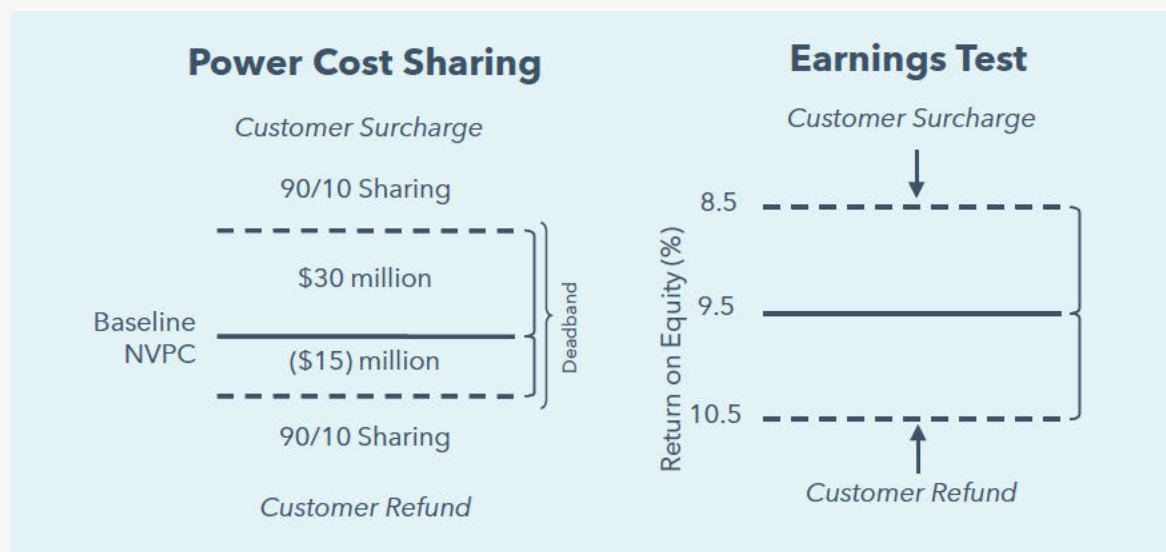 Power Cost Sharing
Customer Surcharge
90/10 Sharing
$30 million
Baseline
NVPC
($15) million
Deadband
90/10 Sharing
Customer Refund
Earnings Test
Customer Surcharge
8.5
Return on Equity (%)
9.5
10.5
Customer Refund